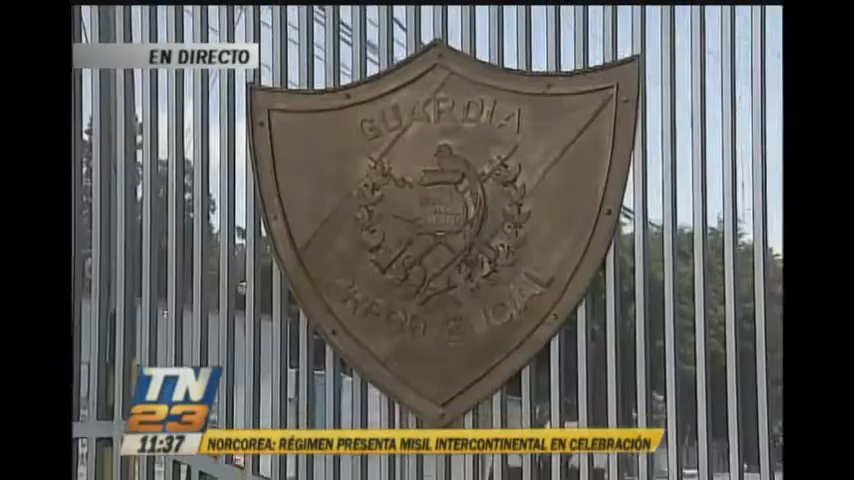 EN DIRECTO
GUARDIA
TN
23
11:37
NORCOREA: RÉGIMEN PRESENTA MISIL INTERCONTINENTAL EN CELEBRACIÓN